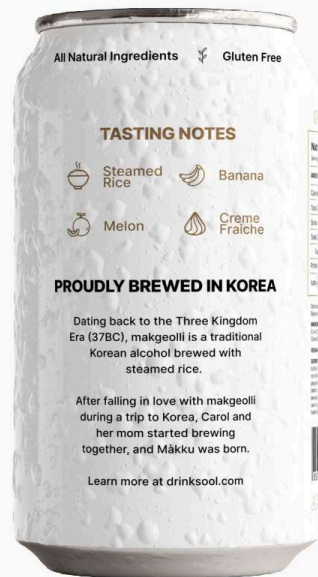 All Natural Ingredients Gluten Free
TASTING NOTES
Steamed
Rice
Banana
Melon
Creme
Fraiche
PROUDLY BREWED IN KOREA
Dating back to the Three Kingdom
Era (37BC), makgeolli is a traditional
Korean alcohol brewed with
steamed rice.
After falling in love with makgeolli
during a trip to Korea, Carol and
her mom started brewing
together, and Màkku was born.
Learn more at drinksool.com